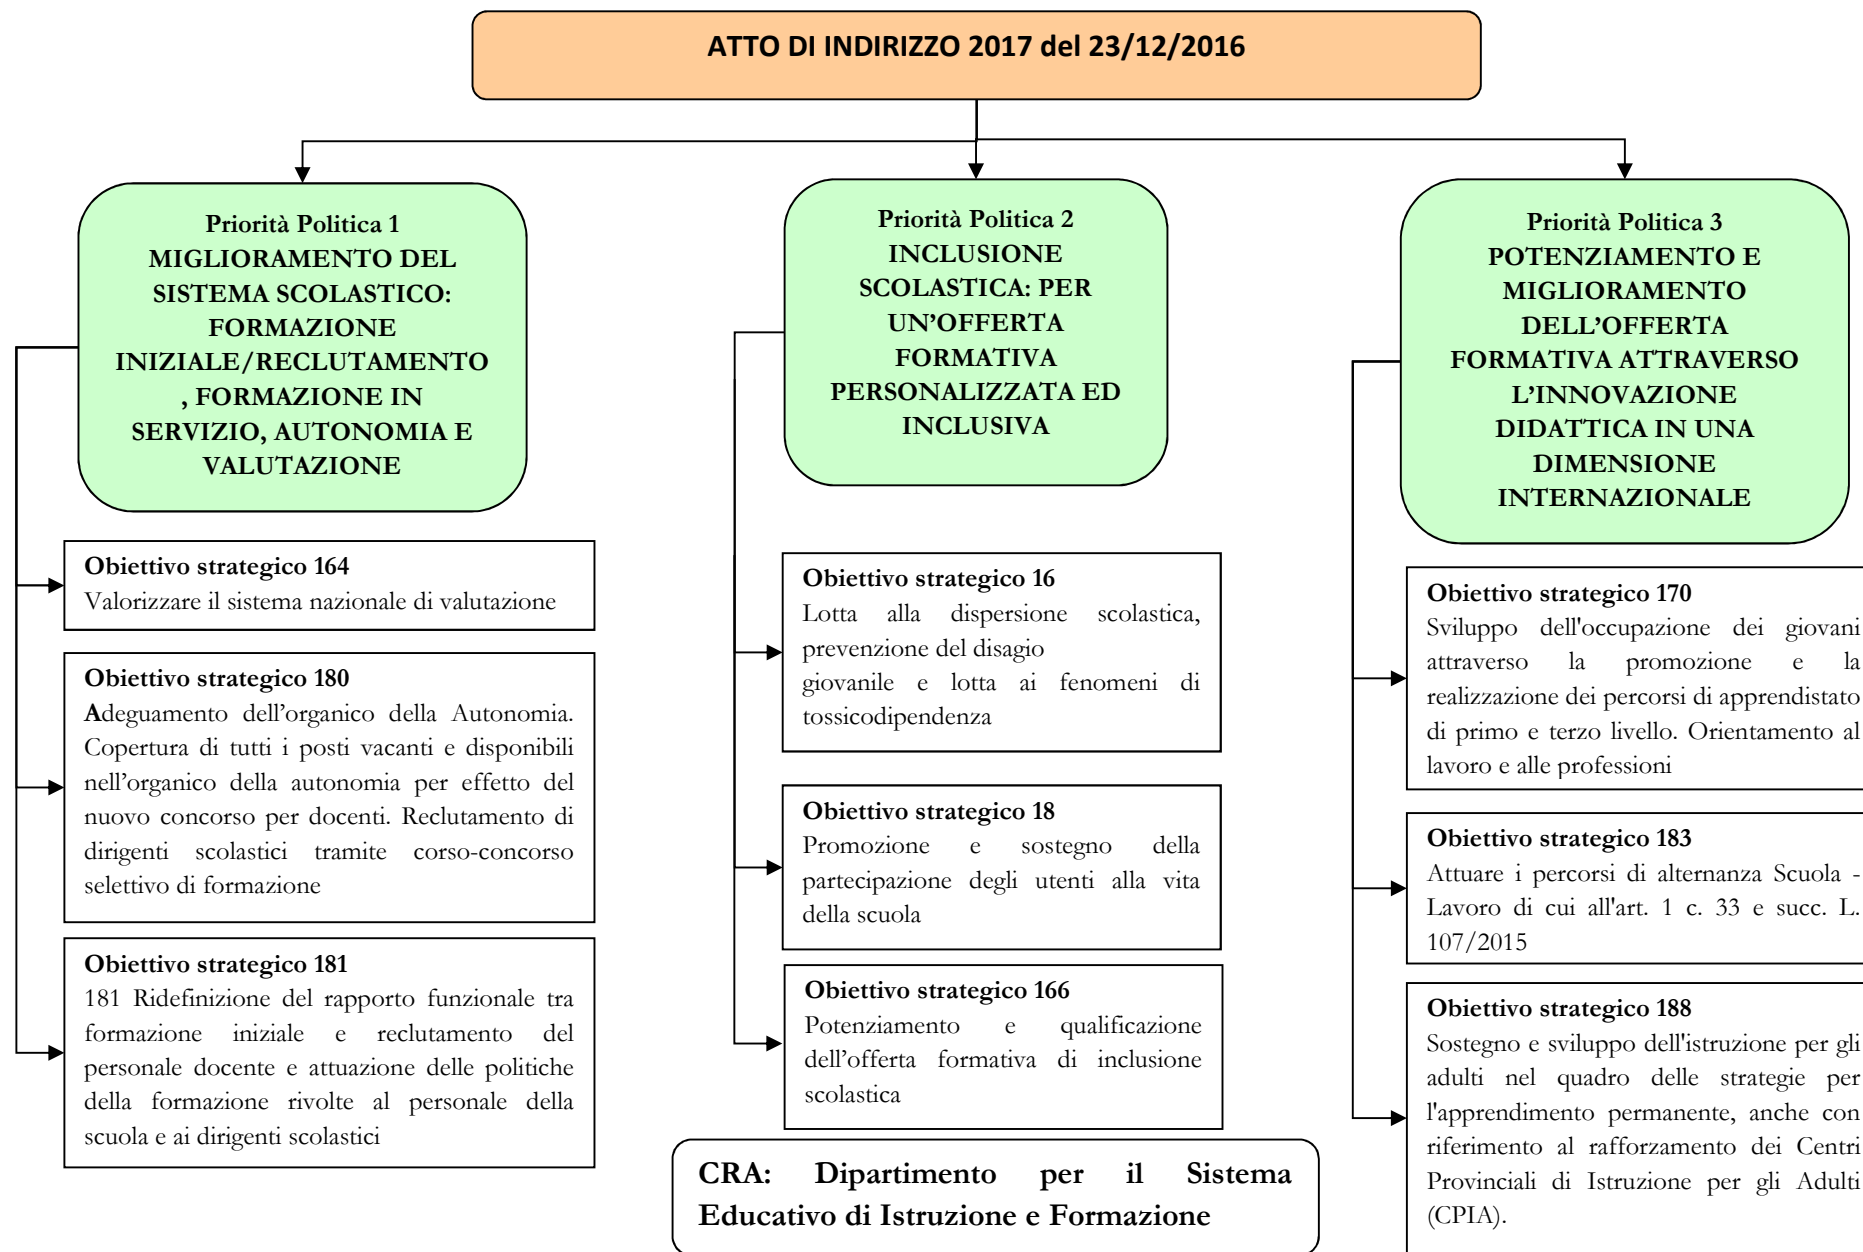 ATTO DI INDIRIZZO 2017 del 23/12/2016
Priorità Politica 1
MIGLIORAMENTO DEL
SISTEMA SCOLASTICO:
FORMAZIONE
INIZIALE/RECLUTAMENTO
, FORMAZIONE IN
SERVIZIO, AUTONOMIA E
VALUTAZIONE
Obiettivo strategico 164
Valorizzare il sistema nazionale di valutazione
Obiettivo strategico 180
Adeguamento dell'organico della Autonomia.
Copertura di tutti i posti vacanti e disponibili
nell'organico della autonomia per effetto del
nuovo concorso per docenti. Reclutamento di
dirigenti scolastici tramite corso-concorso
selettivo di formazione
Obiettivo strategico 181
181 Ridefinizione del rapporto funzionale tra
formazione iniziale e reclutamento del
personale docente e attuazione delle politiche
della formazione rivolte al personale della
scuola e ai dirigenti scolastici
Priorità Politica 2
INCLUSIONE
SCOLASTICA: PER
UN'OFFERTA
FORMATIVA
PERSONALIZZATA ED
INCLUSIVA
Obiettivo strategico 16
Lotta alla dispersione scolastica,
prevenzione del disagio
giovanile e lotta ai fenomeni di
tossicodipendenza
Obiettivo strategico 18
Promozione e sostegno della
partecipazione degli utenti alla vita
della scuola
Obiettivo strategico 166
Potenziamento e qualificazione
dell'offerta formativa di inclusione
scolastica
Priorità Politica 3
POTENZIAMENTO E
MIGLIORAMENTO
DELL'OFFERTA
FORMATIVA ATTRAVERSO
L'INNOVAZIONE
DIDATTICA IN UNA
DIMENSIONE
INTERNAZIONALE
Obiettivo strategico 170
Sviluppo dell'occupazione dei giovani
attraverso la promozione e la
realizzazione dei percorsi di apprendistato
di primo e terzo livello. Orientamento al
lavoro e alle professioni
Obiettivo strategico 183
Attuare i percorsi di alternanza Scuola -
Lavoro di cui all'art. 1 c. 33 e succ. L.
107/2015
Obiettivo strategico 188
Sostegno e sviluppo dell'istruzione per gli
adulti nel quadro delle strategie per
l'apprendimento permanente, anche con
riferimento al rafforzamento dei Centri
Provinciali di Istruzione per gli Adulti
(CPIA).
CRA: Dipartimento per il Sistema
Educativo di Istruzione e Formazione